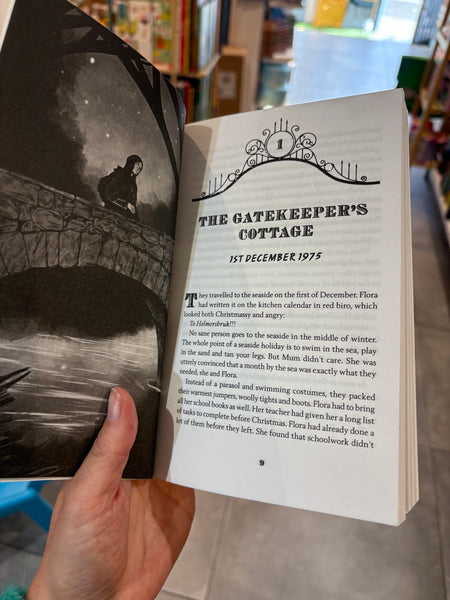 1
THE GATEKEEPER'S
COTTAGE
1ST DECEMBER 1975
They travelled to the seaside on the first of December. Flora
had written it on the kitchen calendar in red biro, which
looked both Christmassy and angry:
To Helmersbruk!!!
No sane person goes to the seaside in the middle of winter.
The whole point of a seaside holiday is to swim in the sea, play
in the sand and tan your legs. But Mum didn't care. She was
utterly convinced that a month by the sea was exactly what they
needed, she and Flora.
Instead of a parasol and swimming costumes, they packed
their warmest jumpers, woolly tights and boots. Flora had to bring
all her school books as well. Her teacher had given her a long list
of tasks to complete before Christmas. Flora had already done a
lot of them before they left. She found that schoolwork didn't
9